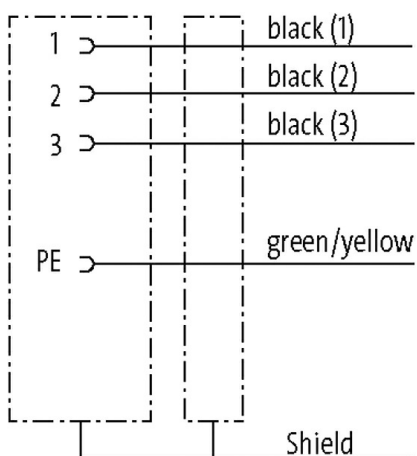 1 black (1)
2 black (2)
3 black (3)
PE green/yellow
Shield